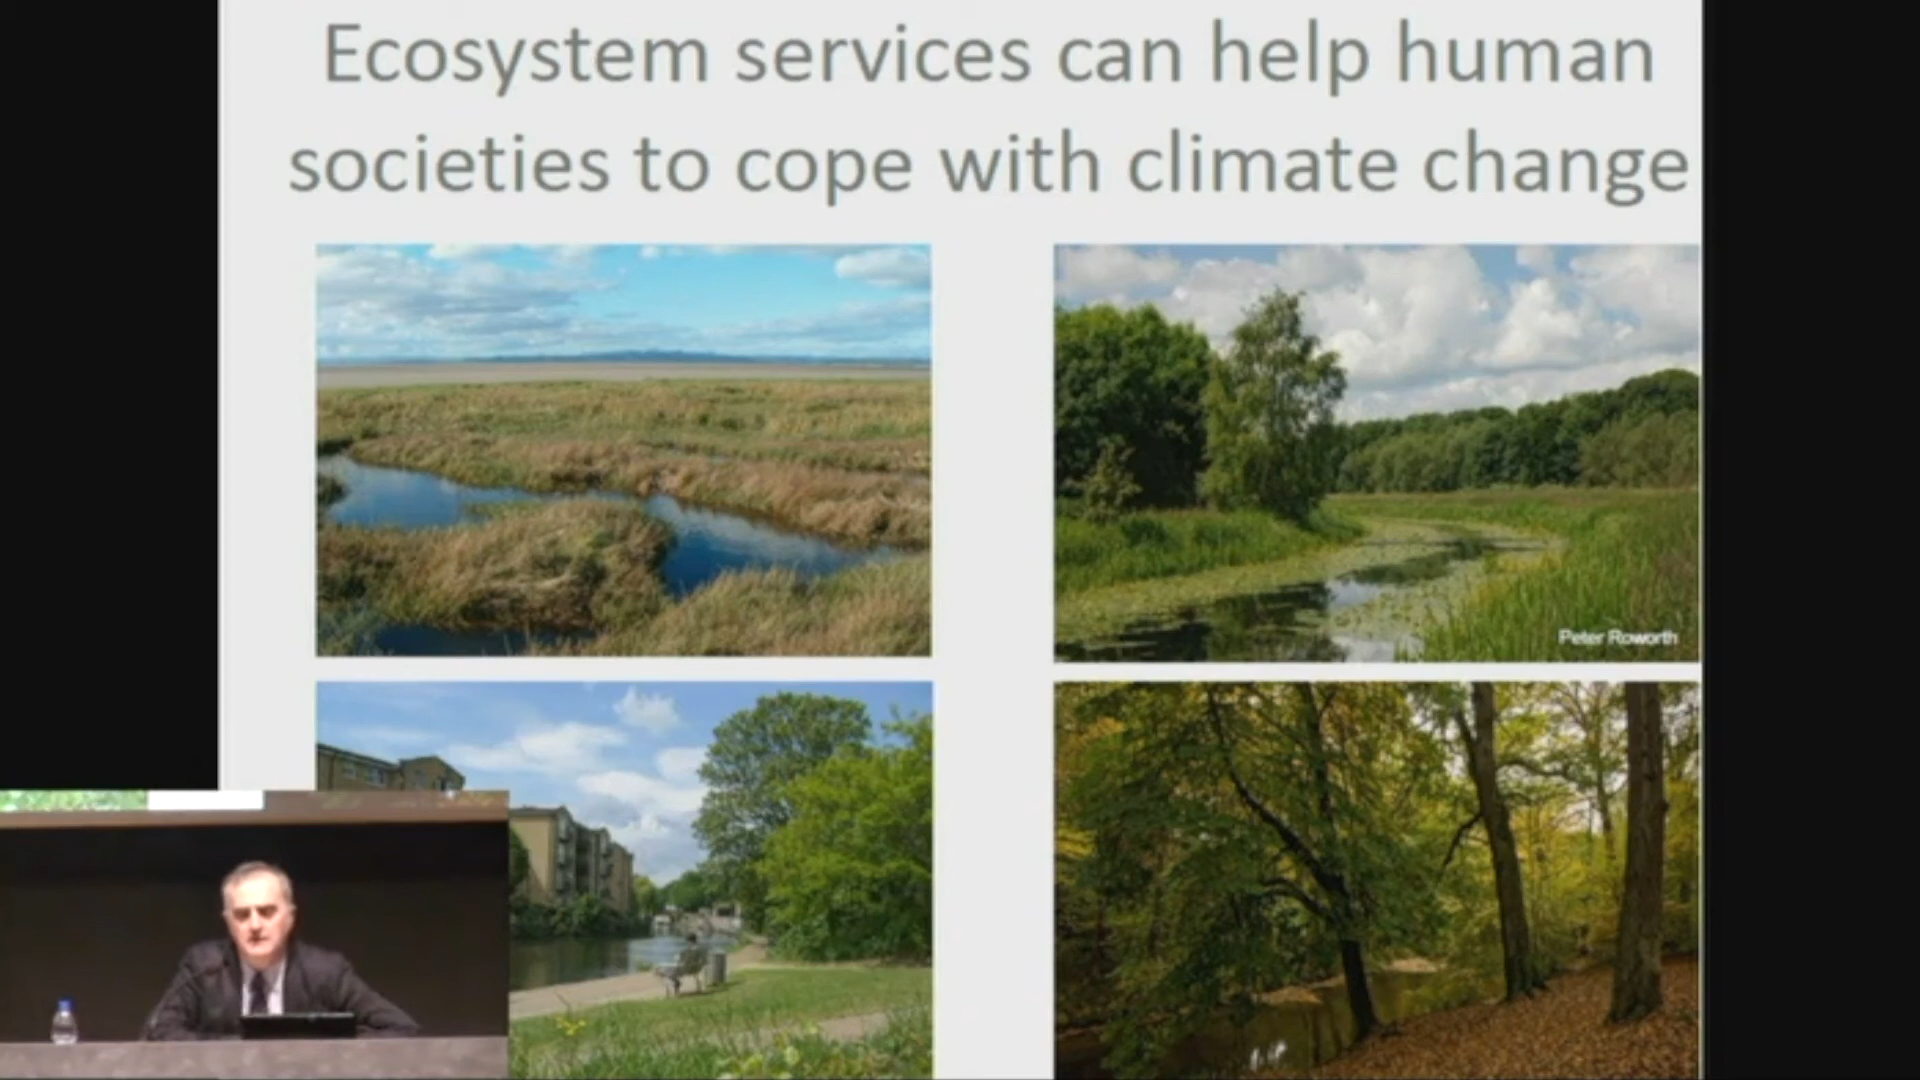 Ecosystem services can help human
societies to cope with climate change
Peter Roworth